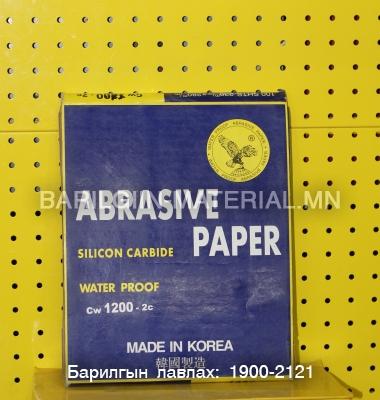 ABRASIVE
PAPER
SILICON CARBIDE
WATER PROOF
CW 1200 - 2c
MADE IN KOREA
韓國製造
BARILGIIN.MATERIAL.MN
Барилгын лавлах: 1900-2121